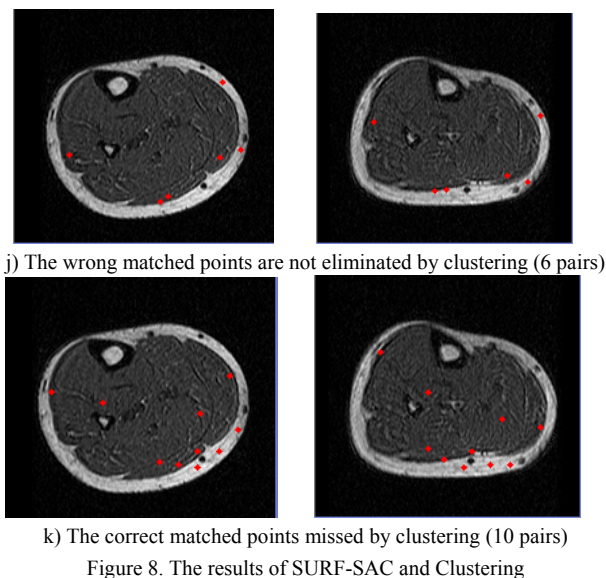 j) The wrong matched points are not eliminated by clustering (6 pairs)
k) The correct matched points missed by clustering (10 pairs)
Figure 8. The results of SURF-SAC and Clustering